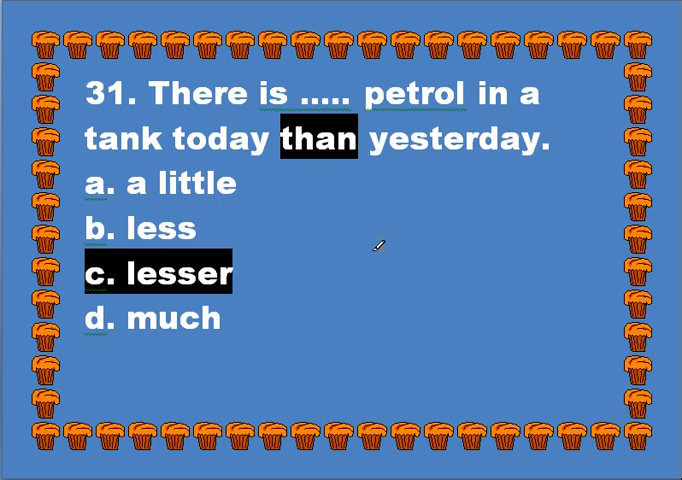 31. There is ..... petrol in a
tank today than yesterday.
a. a little
b. less
c. lesser
d. much